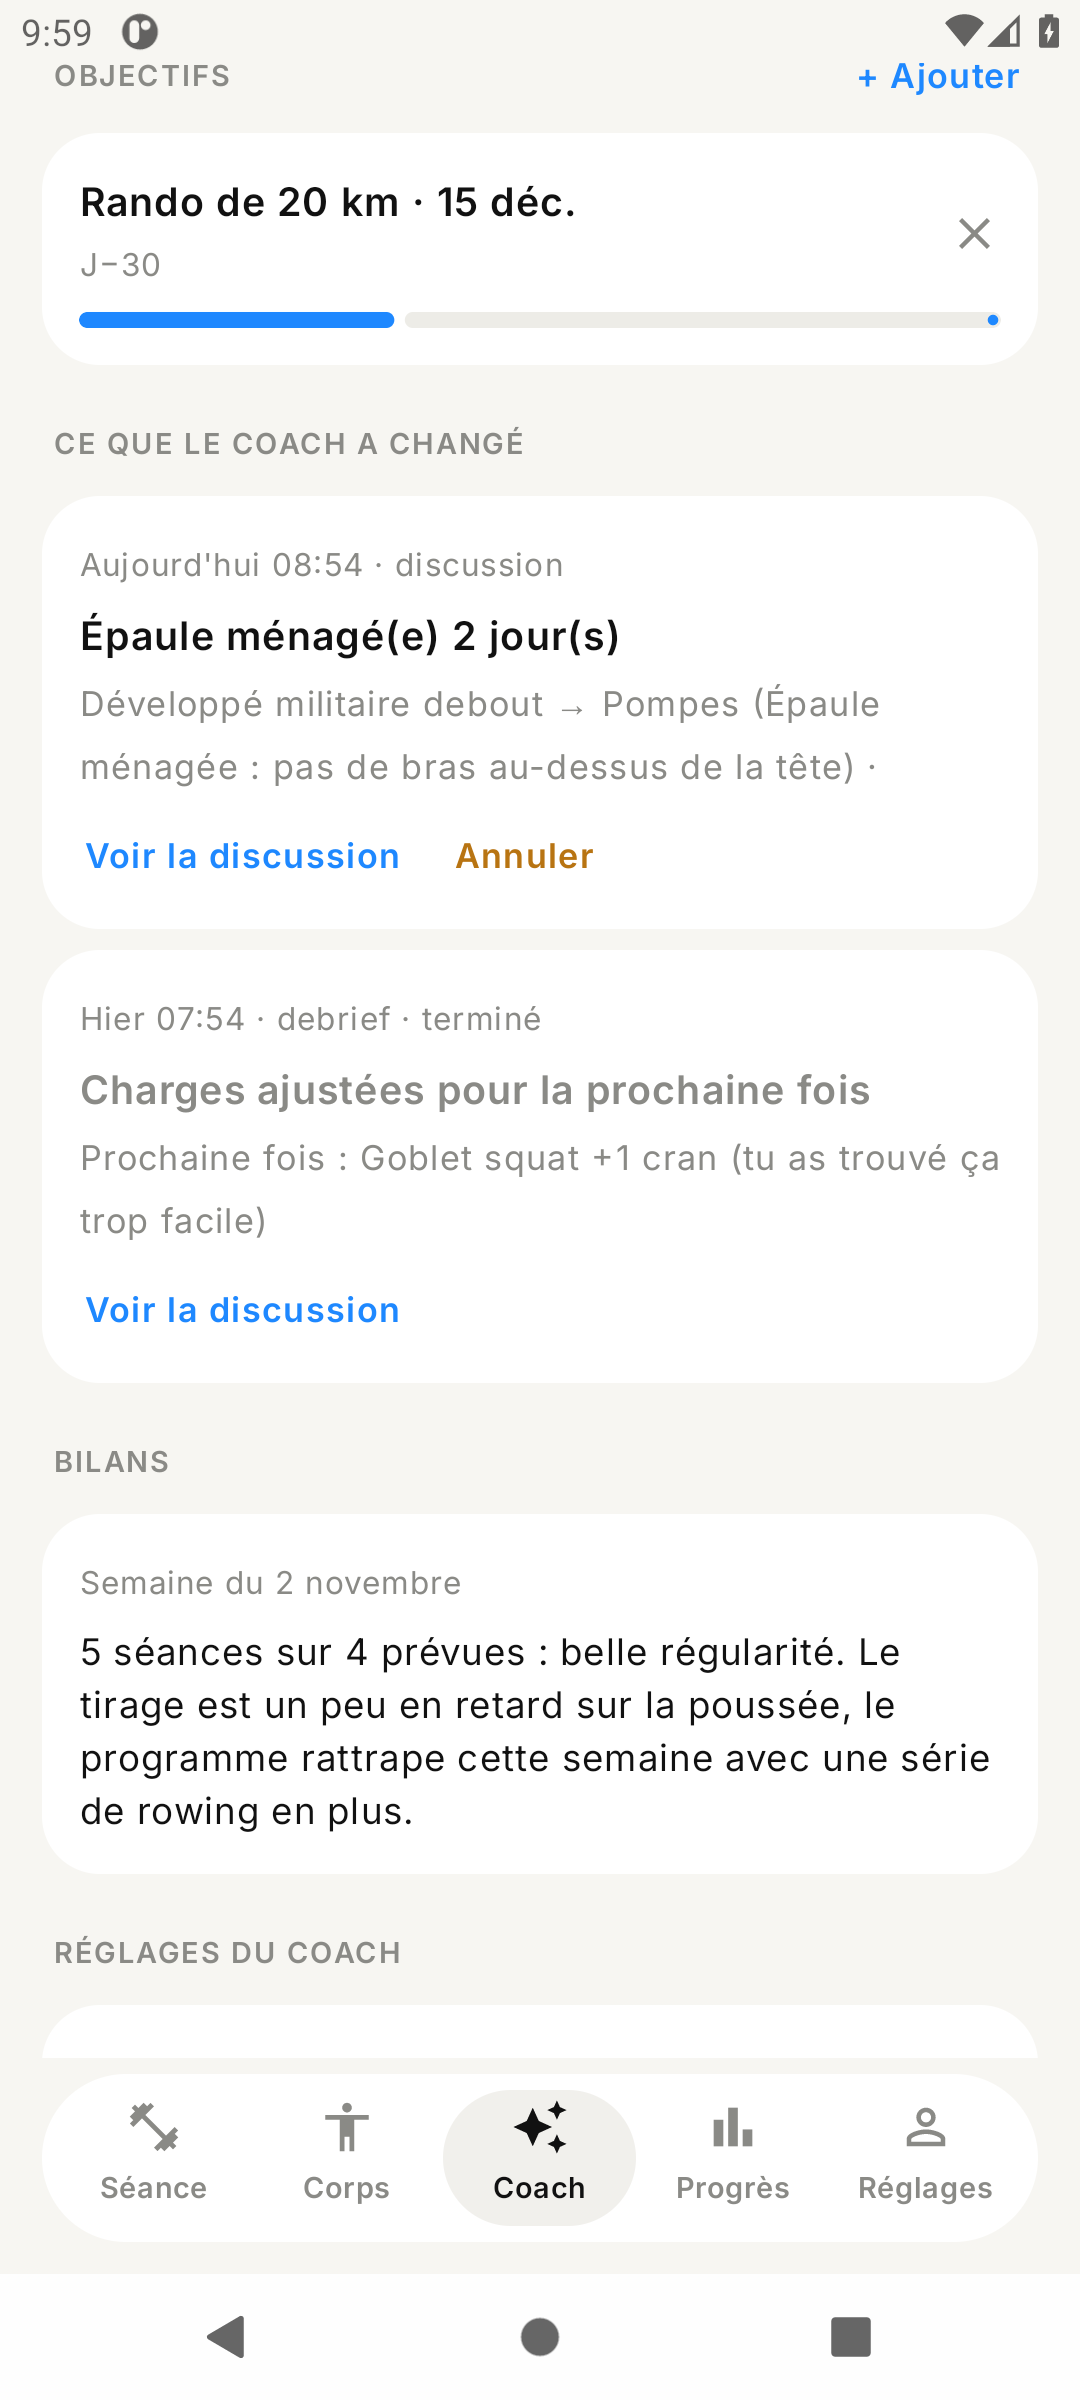 9:59
OBJECTIFS
+ Ajouter
Rando de 20 km · 15 déc.
J−30
CE QUE LE COACH A CHANGÉ
Aujourd'hui 08:54 · discussion
Épaule ménagé(e) 2 jour(s)
Développé militaire debout → Pompes (Épaule
ménagée : pas de bras au-dessus de la tête) ·
Voir la discussion
Annuler
Hier 07:54 · debrief · terminé
Charges ajustées pour la prochaine fois
Prochaine fois : Goblet squat +1 cran (tu as trouvé ça
trop facile)
Voir la discussion
BILANS
Semaine du 2 novembre
5 séances sur 4 prévues : belle régularité. Le
tirage est un peu en retard sur la poussée, le
programme rattrape cette semaine avec une série
de rowing en plus.
RÉGLAGES DU COACH
Séance
Corps
Coach
Progrès
Réglages